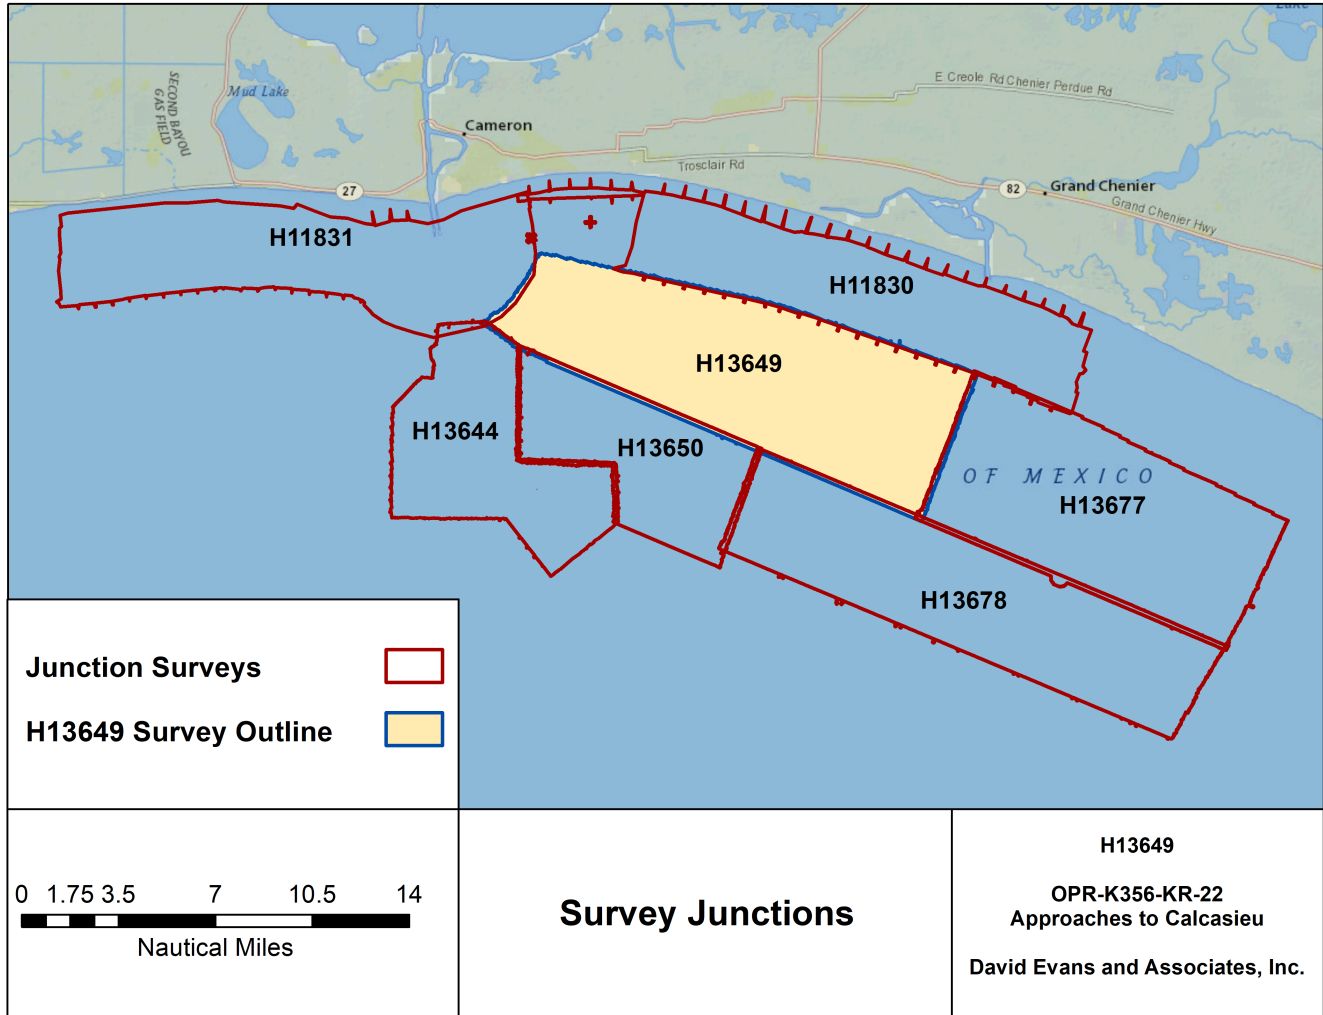 Lake
Mud Lake
SECOND BAYOU
GAS FIELD
E Creole Rd Chenier Perdue Rd
Cameron
Trosclair Rd
27
82
Grand Chenier
Grand Chenier Hwy
H11831
H11830
H13649
H13644
H13650
OF MEXICO
H13677
H13678
Junction Surveys
H13649 Survey Outline
0 1.75 3.5 7 10.5 14
Nautical Miles
Survey Junctions
H13649
OPR-K356-KR-22
Approaches to Calcasieu
David Evans and Associates, Inc.